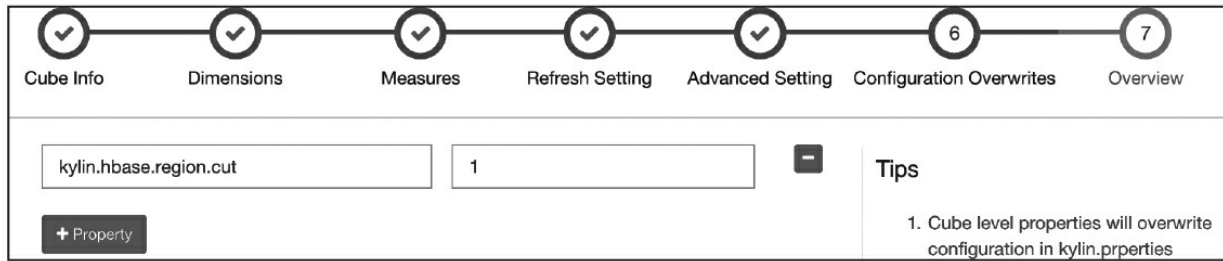 6 7
Cube Info Dimensions Measures Refresh Setting Advanced Setting Configuration Overwrites Overview
kylin.hbase.region.cut 1
Tips
+ Property
1. Cube level properties will overwrite
configuration in kylin.prperties